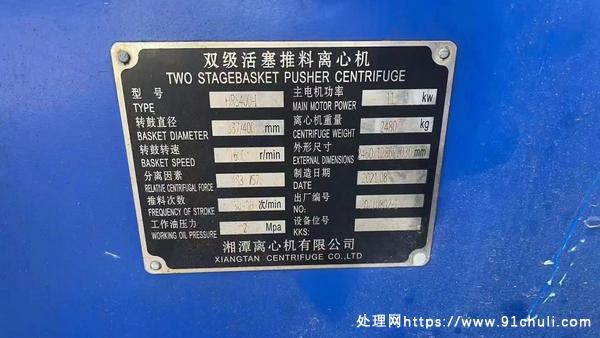 双级活塞推料离心机
TWO STAGEBASKET PUSHER CENTRIFUGE
型号
TYPE
转鼓直径 mm
BASKET DIAMETER 337/400
转鼓转速 r/min
BASKET SPEED
分离因素
RELATIVE CENTRIFUGAL FORCE
推料次数 次/min
FREQUENCY OF STROKE
工作油压力 Mpa
WORKING OIL PRESSURE
主电机功率 11 kw
MAIN MOTOR POWER
离心机重量 2480 kg
CENTRIFUGE WEIGHT
外形尺寸 mm
EXTERNAL DIMENSIONS
制造日期 2021.08
DATE
出厂编号
NO:
设备位号
KKS:
湘潭离心机有限公司
XIANGTAN CENTRIFUGE CO.,LTD
处理网https://www.91chuli.com/